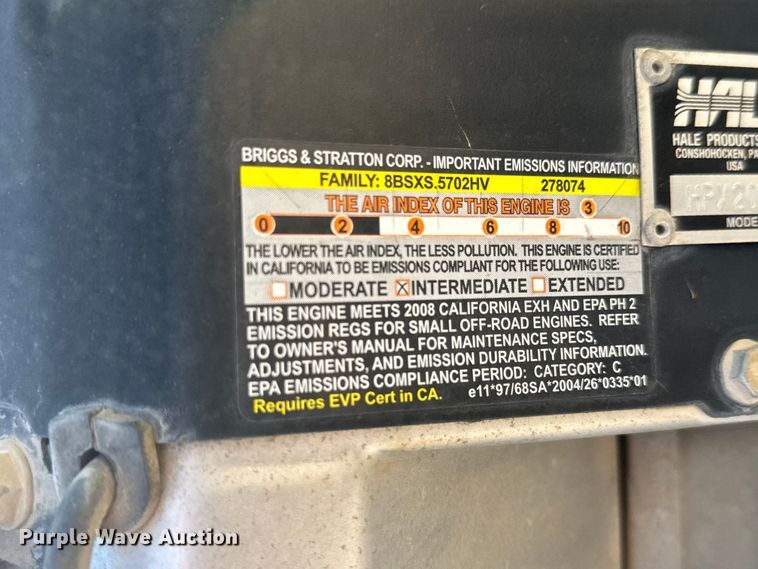 BRIGGS & STRATTON CORP. - IMPORTANT EMISSIONS INFORMATION
FAMILY: 8BSXS.5702HV 278074
THE AIR INDEX OF THIS ENGINE IS 3
0 2 4 6 8 10
THE LOWER THE AIR INDEX, THE LESS POLLUTION. THIS ENGINE IS CERTIFIED
IN CALIFORNIA TO BE EMISSIONS COMPLIANT FOR THE FOLLOWING USE:
MODERATE INTERMEDIATE EXTENDED
THIS ENGINE MEETS 2008 CALIFORNIA EXH AND EPA PH 2
EMISSION REGS FOR SMALL OFF-ROAD ENGINES. REFER
TO OWNER'S MANUAL FOR MAINTENANCE SPECS,
ADJUSTMENTS, AND EMISSION DURABILITY INFORMATION.
EPA EMISSIONS COMPLIANCE PERIOD: CATEGORY: C
Requires EVP Cert in CA. e11*97/68SA*2004/26*0335*01
HAL
HALE PRODUCTS
CONSHOHOCKEN, PA
USA
HPX20
MODE
Purple Wave Auction